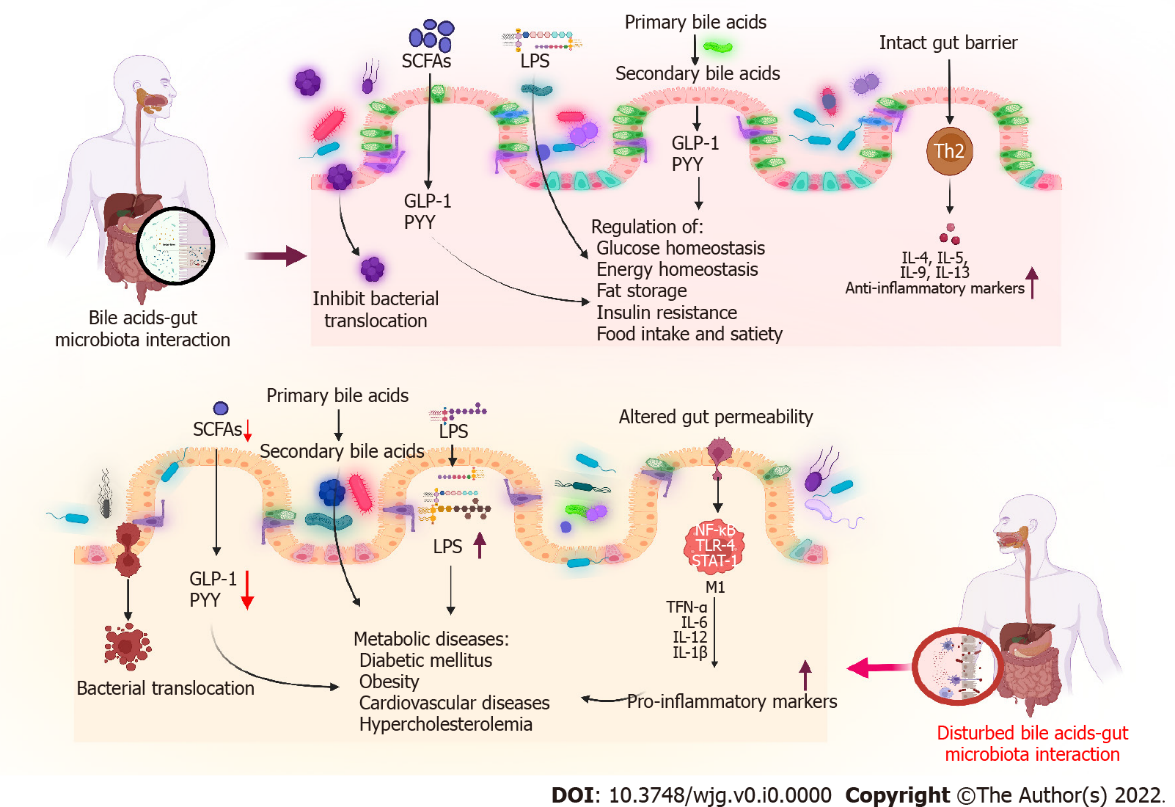 Primary bile acids
SCFAs
LPS
Secondary bile acids
Intact gut barrier
GLP-1
PYY
Th2
GLP-1
PYY
Regulation of:
Glucose homeostasis
Energy homeostasis
Fat storage
Insulin resistance
Food intake and satiety
IL-4, IL-5,
IL-9, IL-13
Anti-inflammatory markers
Inhibit bacterial
translocation
Bile acids-gut
microbiota interaction
Primary bile acids
SCFAs
Secondary bile acids
LPS
Altered gut permeability
LPS
NF-κB
TLR-4
STAT-1
M1
GLP-1
PYY
TFN-α
IL-6
IL-12
IL-1β
Metabolic diseases:
Diabetic mellitus
Obesity
Cardiovascular diseases
Hypercholesterolemia
Bacterial translocation
Pro-inflammatory markers
Disturbed bile acids-gut
microbiota interaction
DOI: 10.3748/wjg.v0.i0.0000 Copyright ©The Author(s) 2022.